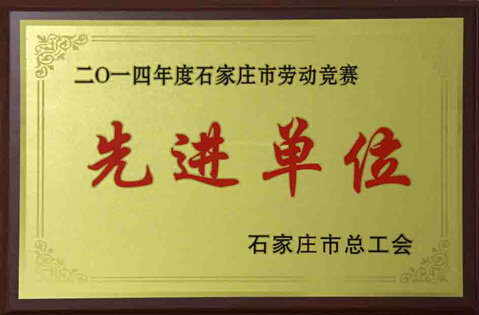 二〇一四年度石家庄市劳动竞赛
先进单位
石家庄市总工会